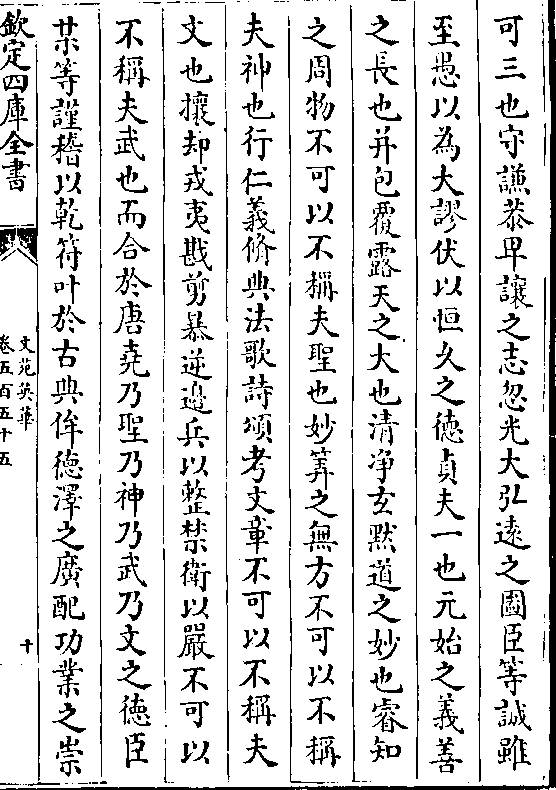 可三也守謙恭卑讓之志忽光大弘遠之圖臣等誠雖
至愚以為大謬伏以恒久之德貞夫一也元始之義善
之長也并包覆露天之大也清净玄默道之妙也睿知
之周物不可以不稱夫聖也妙筭之無方不可以不稱
夫神也行仁義脩典法歌詩頌考文章不可以不稱夫
文也攘却戎夷戡剪暴逆邉兵以整禁衛以嚴不可以
不稱夫武也而合於唐堯乃聖乃神乃武乃文之德臣
某等謹稽以乾符叶於古典侔德澤之廣配功業之崇
欽定四庫全書
文苑英華
卷五百五十五
十